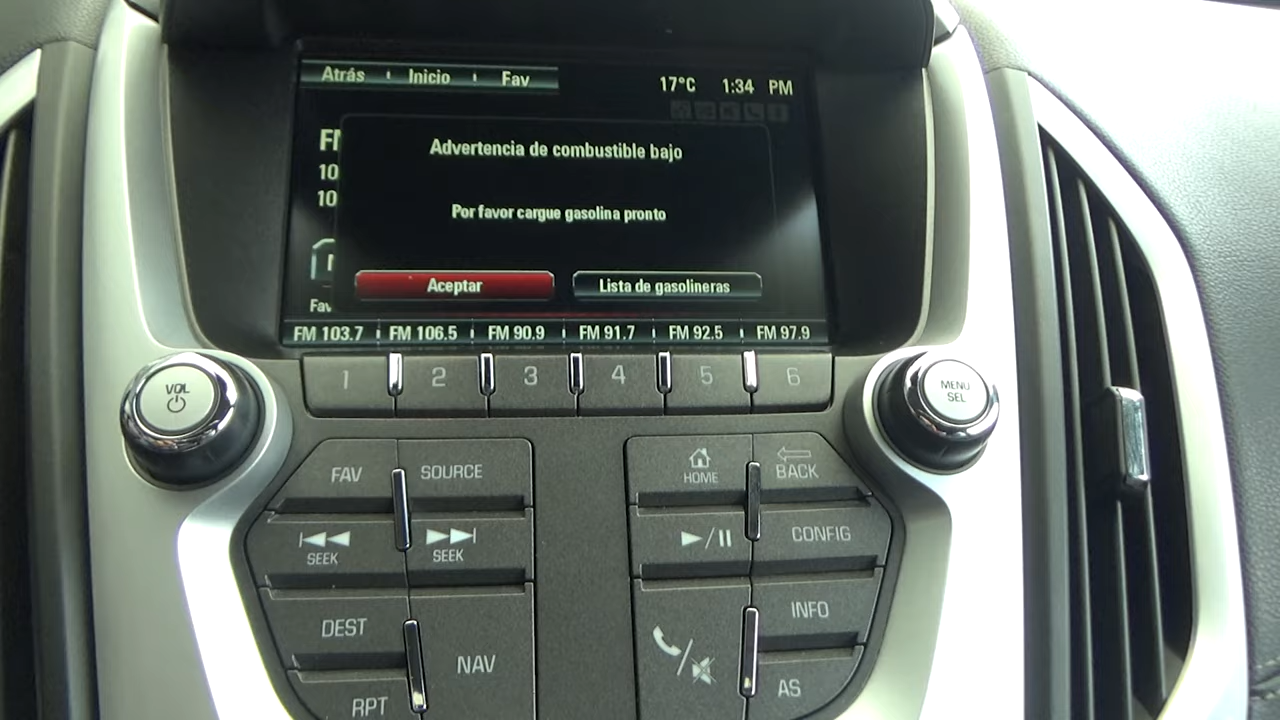 Atrás Inicio Fav 17°C 1:34 PM
Advertencia de combustible bajo
Por favor cargue gasolina pronto
Aceptar Lista de gasolineras
FM 103.7 FM 106.5 FM 90.9 FM 91.7 FM 92.5 FM 97.9
1 2 3 4 5 6
VOL
MENU
SEL
FAV SOURCE
HOME BACK
SEEK SEEK
CONFIG
DEST
INFO
NAV
RPT
AS